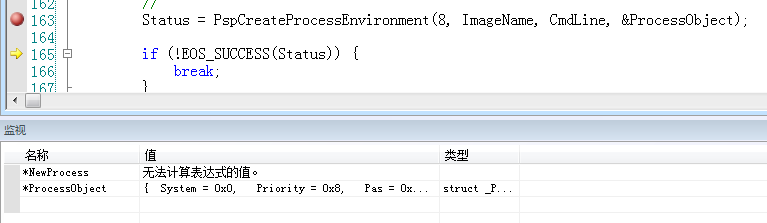 162 //
163 Status = PspCreateProcessEnvironment(8, ImageName, CmdLine, &ProcessObject);
164
165 if (!EOS_SUCCESS(Status)) {
166 break;
167 }
监视
名称 值 类型
*NewProcess 无法计算表达式的值。
*ProcessObject { System = 0x0, Priority = 0x8, Pas = 0x... struct _P...